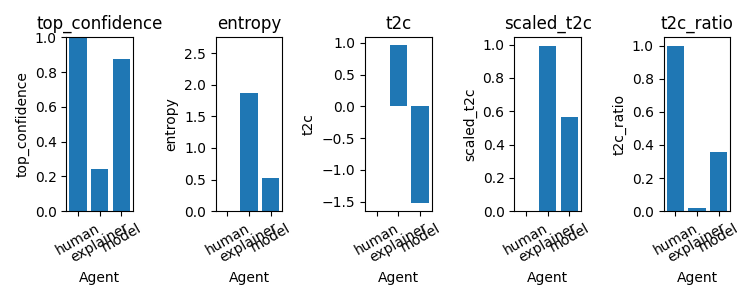 top_confidence
entropy
t2c
scaled_t2c
t2c_ratio
top_confidence
1.0
0.8
0.6
0.4
0.2
0.0
human
explainer
model
Agent
entropy
2.5
2.0
1.5
1.0
0.5
0.0
human
explainer
model
Agent
t2c
1.0
0.5
0.0
−0.5
−1.0
−1.5
human
explainer
model
Agent
scaled_t2c
1.0
0.8
0.6
0.4
0.2
0.0
human
explainer
model
Agent
t2c_ratio
1.0
0.8
0.6
0.4
0.2
0.0
human
explainer
model
Agent